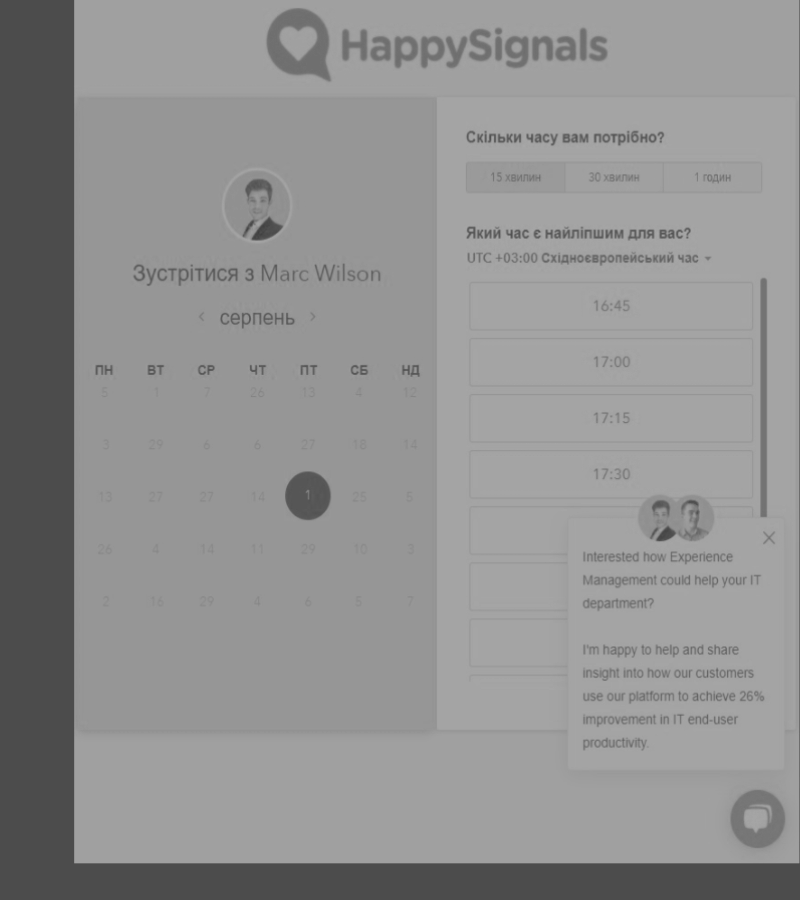 HappySignals
Зустрітися з Marc Wilson
серпень
ПН ВТ СР ЧТ ПТ СБ НД
5 1 7 26 13 4 12
3 29 6 6 27 18 14
13 27 27 14 1 25 5
26 4 14 11 29 10 3
2 16 29 4 6 5 7
Скільки часу вам потрібно?
15 хвилин 30 хвилин 1 годин
Який час є найліпшим для вас?
UTC +03:00 Східноєвропейський час
16:45
17:00
17:15
17:30
Interested how Experience
Management could help your IT
department?
I'm happy to help and share
insight into how our customers
use our platform to achieve 26%
improvement in IT end-user
productivity.